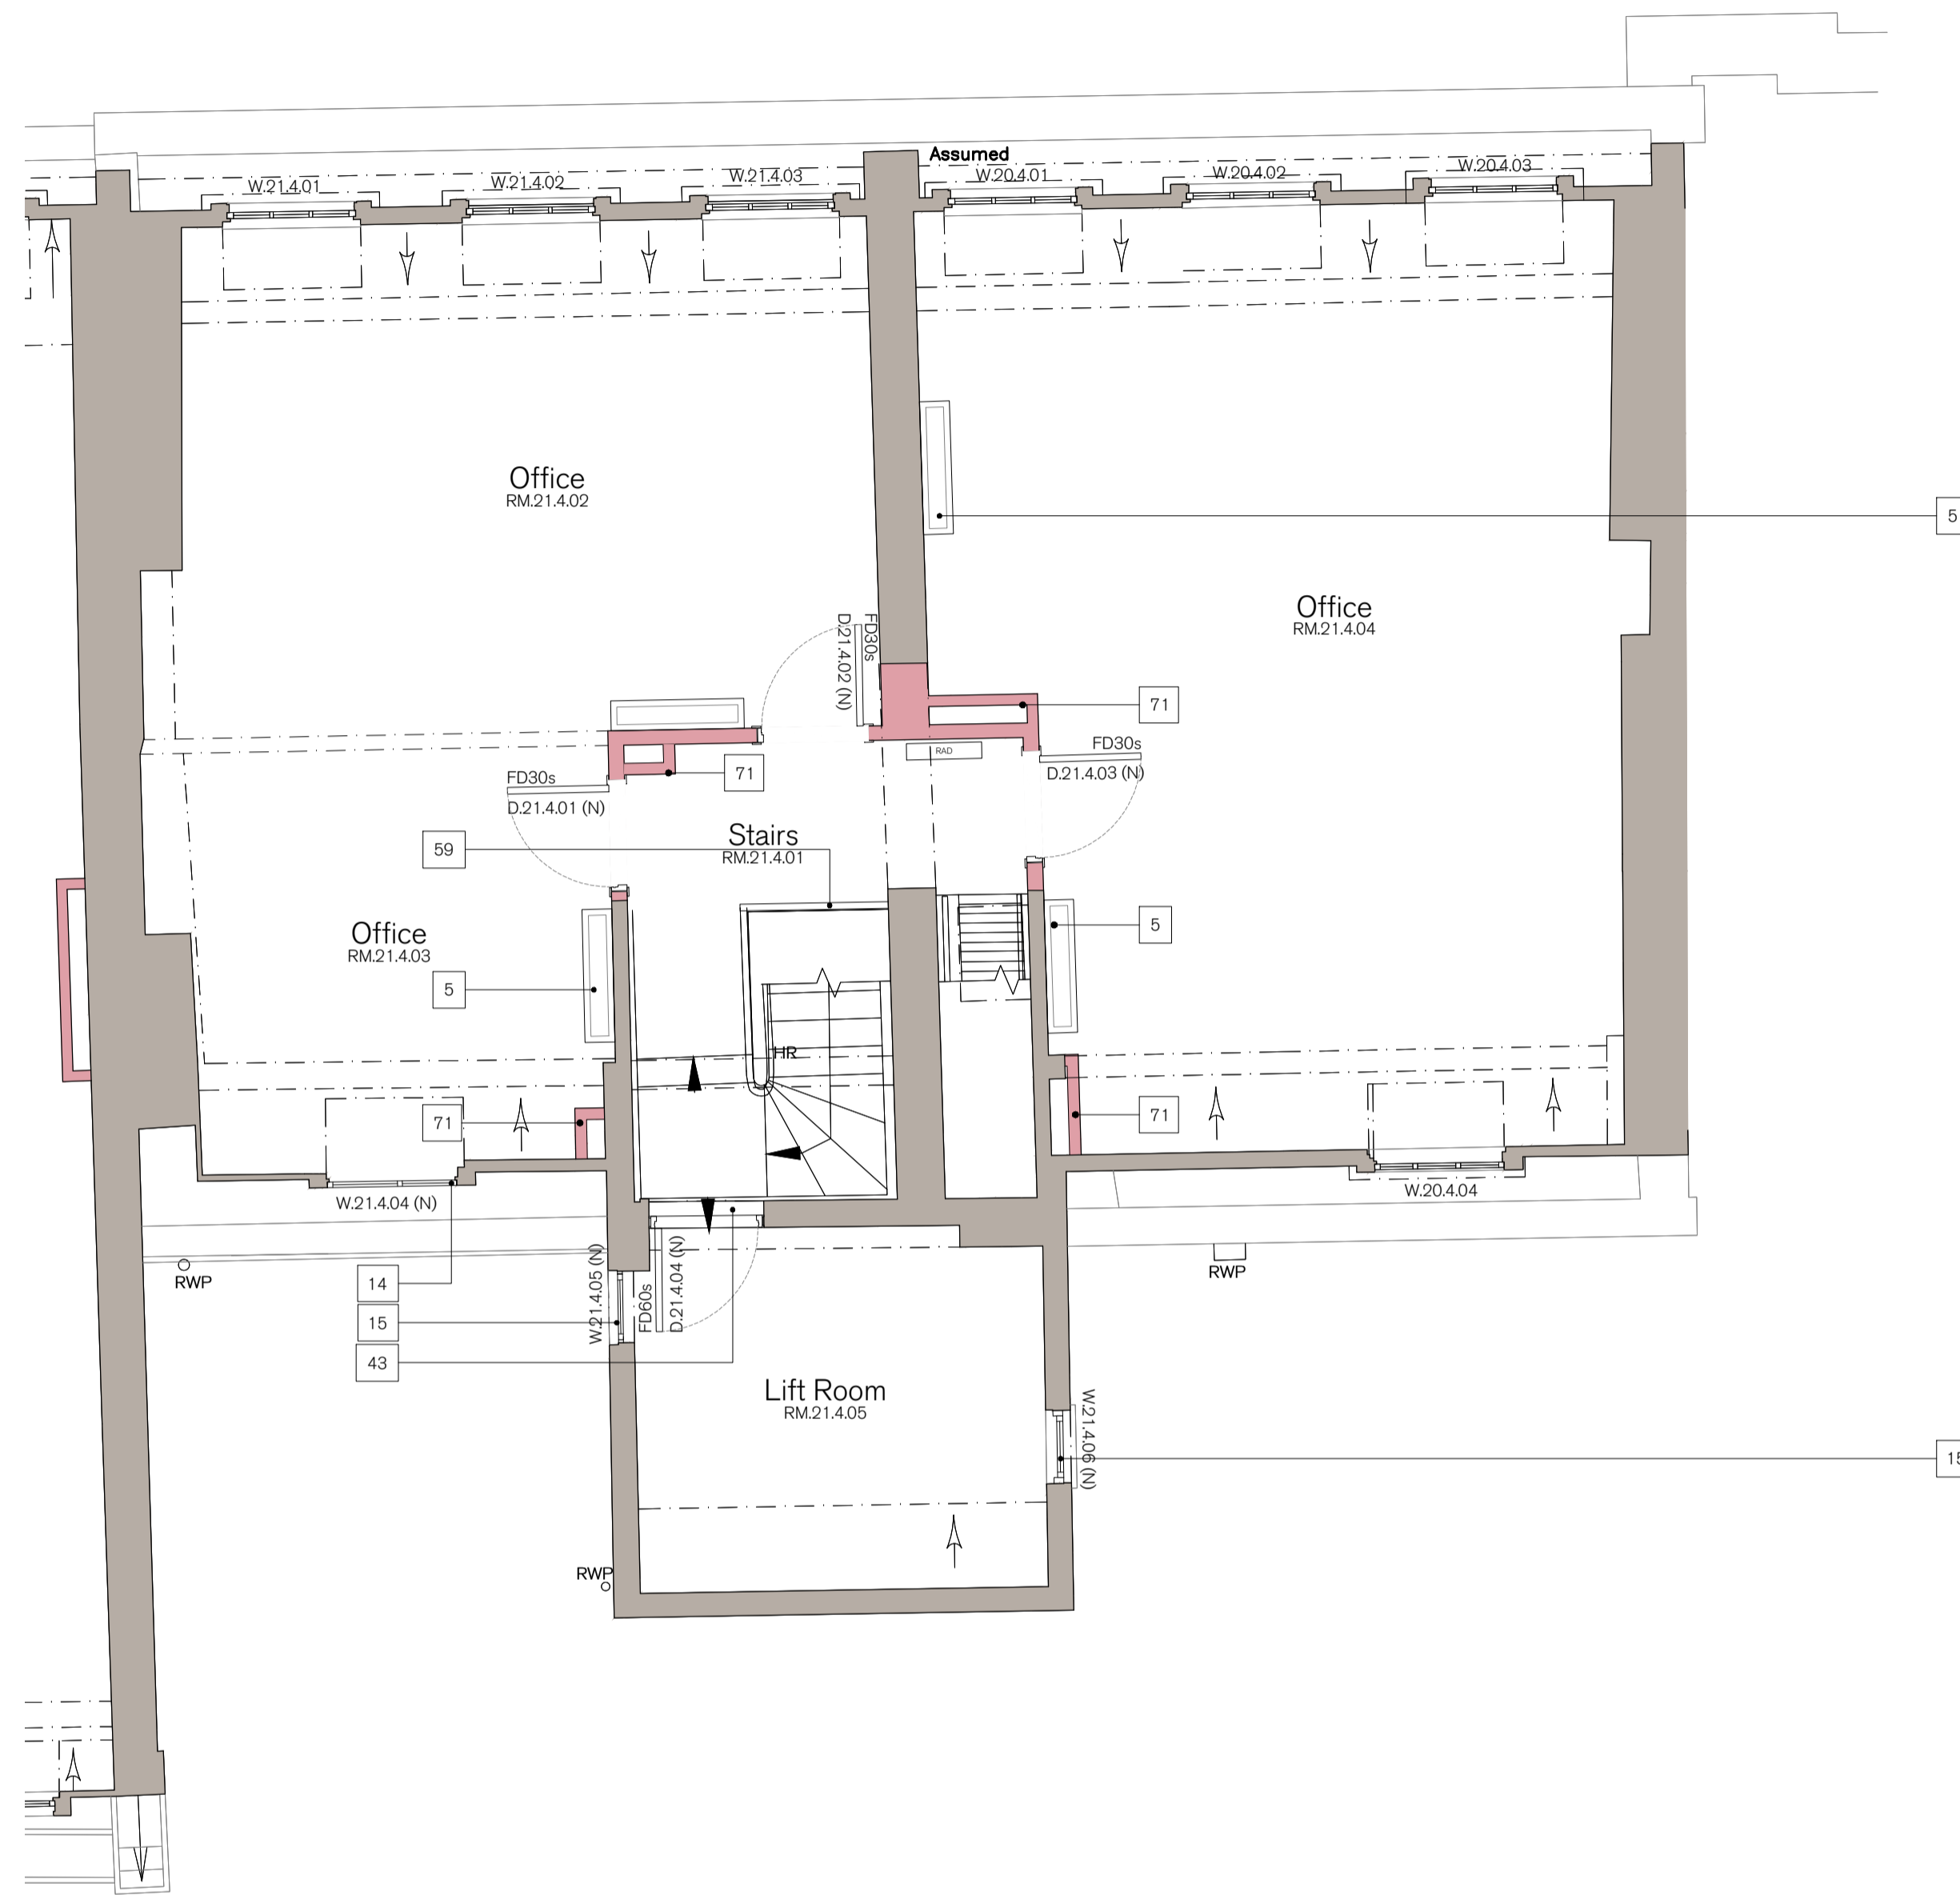 Assumed
W.21.4.01
W.21.4.02
W.21.4.03
W.20.4.01
W.20.4.02
W.20.4.03
Office
RM.21.4.02
5
Office
RM.21.4.04
D.21.4.02 (N)
FD30s
71
RAD
FD30s
D.21.4.03 (N)
71
FD30s
D.21.4.01 (N)
59
Stairs
RM.21.4.01
Office
RM.21.4.03
5
5
HR
71
71
W.21.4.04 (N)
W.20.4.04
RWP
RWP
14
15
43
W.21.4.05 (N)
FD60s
D.21.4.04 (N)
Lift Room
RM.21.4.05
W.21.4.06 (N)
15
RWP